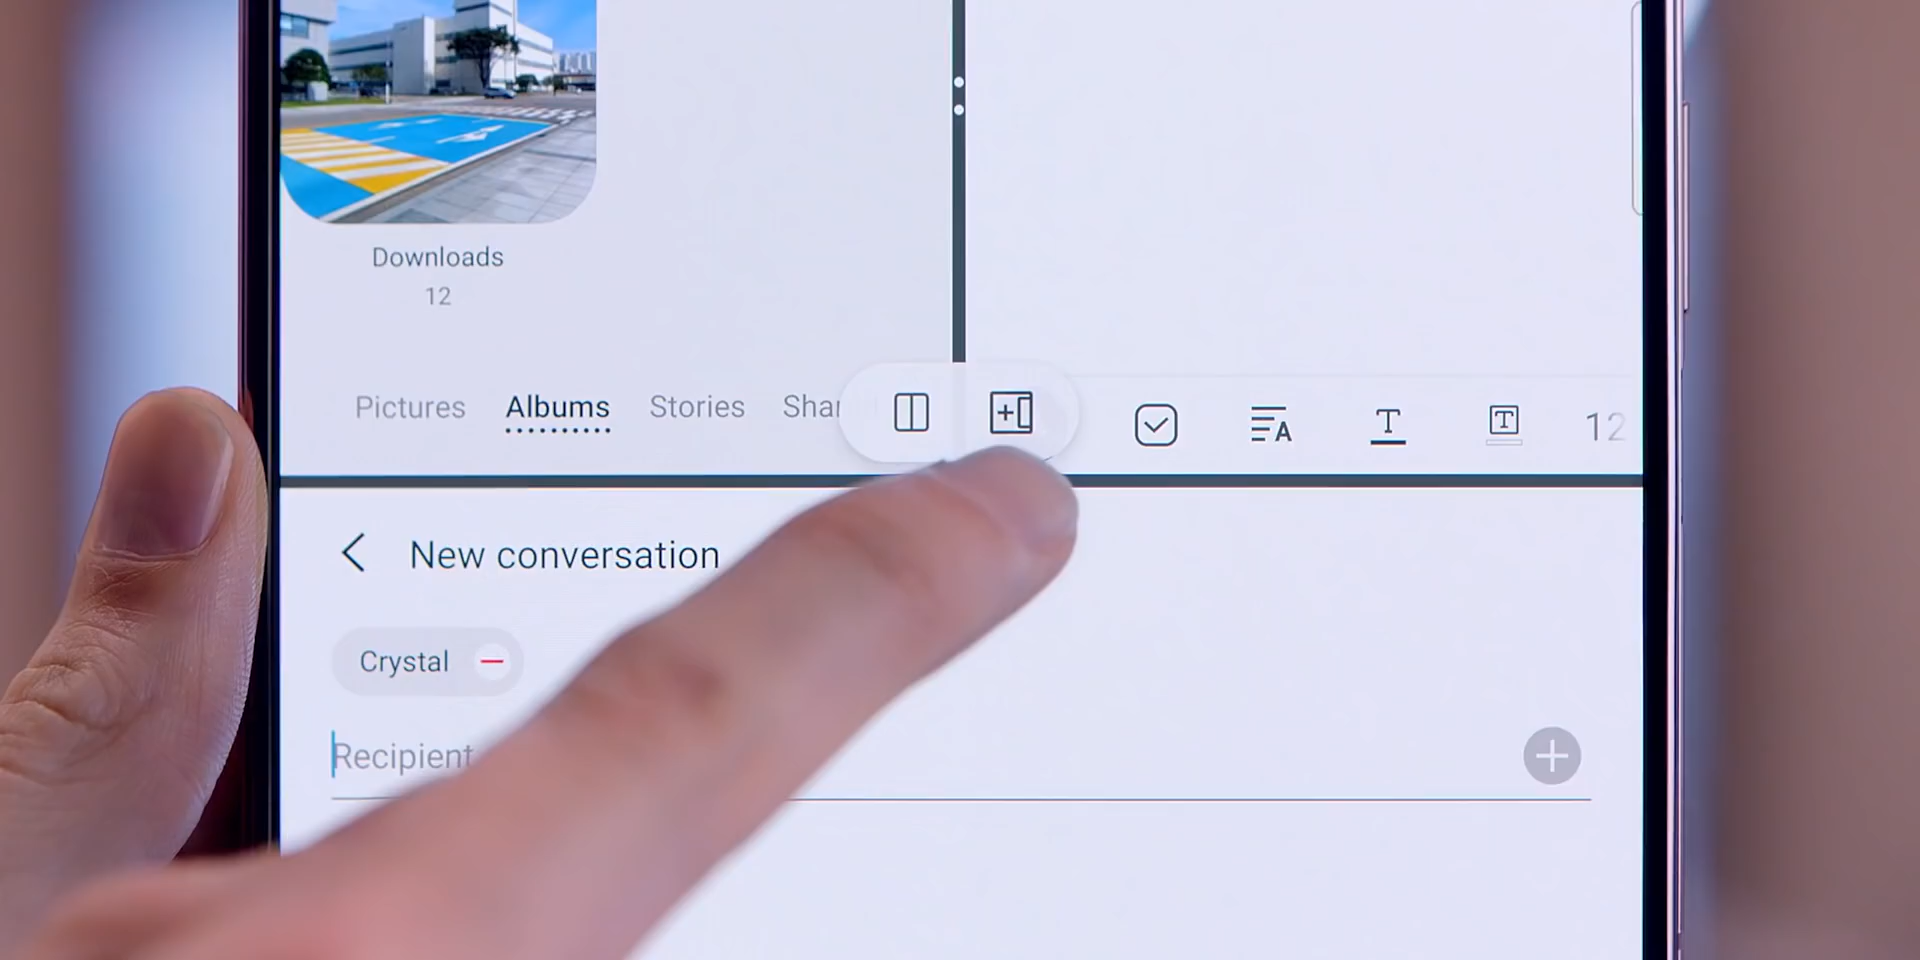 Downloads
12
Pictures Albums Stories Shar
12
New conversation
Crystal
Recipient